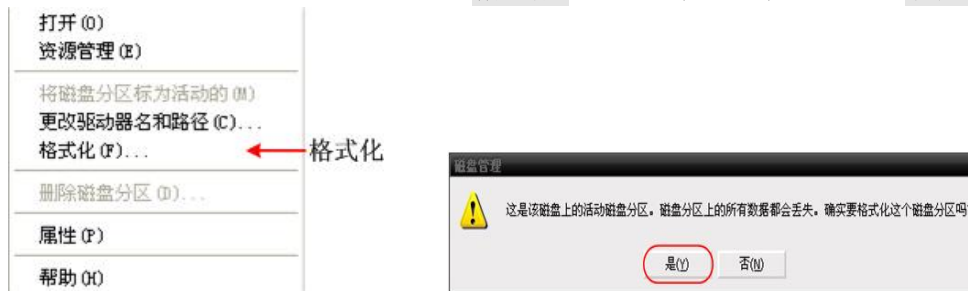 打开(O)
资源管理(E)
将磁盘分区标为活动的(M)
更改驱动器名和路径(C)...
格式化(F)...
格式化
删除磁盘分区(D)...
属性(P)
帮助(H)
磁盘管理
这是该磁盘上的活动磁盘分区。磁盘分区上的所有数据都会丢失。确实要格式化这个磁盘分区吗
是(Y)
否(N)